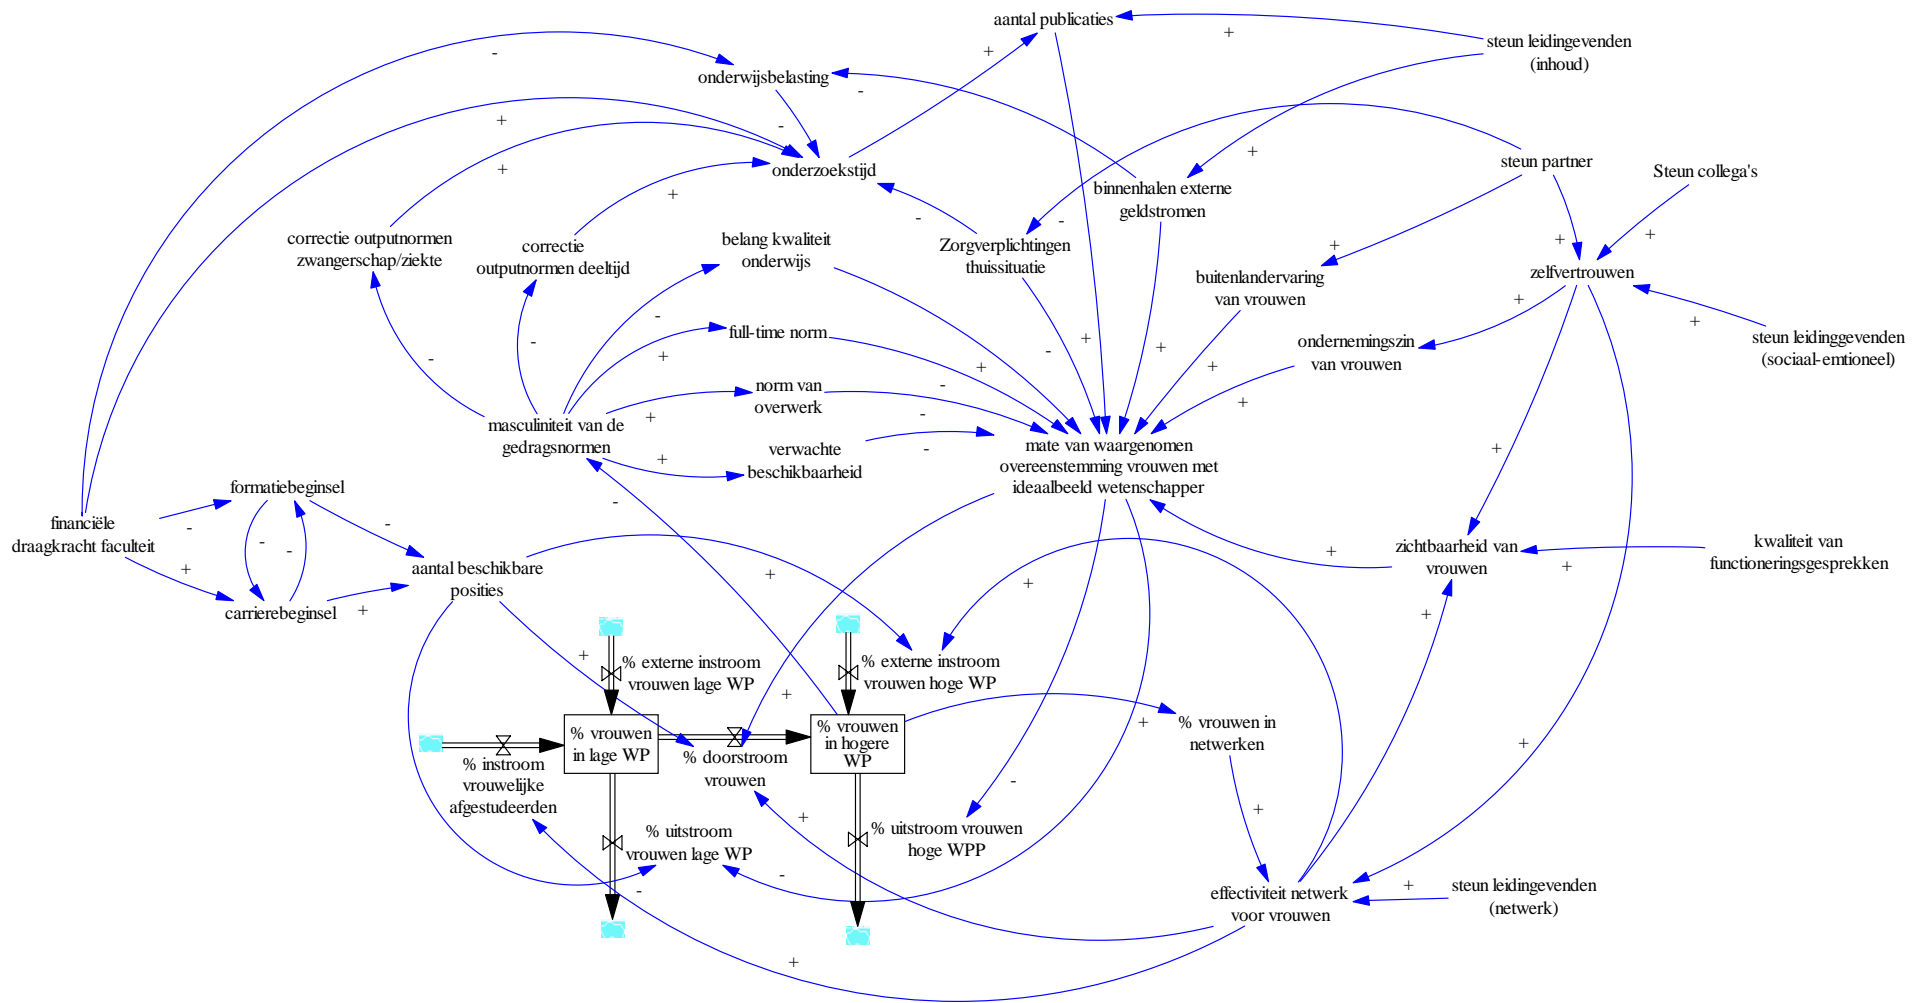 aantal publicaties
steun leidingevenden
(inhoud)
onderwijsbelasting
onderzoekstijd
steun partner
Steun collega's
binnenhalen externe
geldstromen
correctie outputnormen
zwangerschap/ziekte
correctie
outputnormen deeltijd
belang kwaliteit
onderwijs
Zorgverplichtingen
thuissituatie
buitenlandervaring
van vrouwen
zelfvertrouwen
full-time norm
ondernemingszin
van vrouwen
steun leidinggevenden
(sociaal-emtioneel)
norm van
overwerk
masculiniteit van de
gedragsnormen
verwachte
beschikbaarheid
mate van waargenomen
overeenstemming vrouwen met
ideaalbeeld wetenschapper
formatiebeginsel
financiële
draagkracht faculteit
aantal beschikbare
posities
carrierebeginsel
zichtbaarheid van
vrouwen
kwaliteit van
functioneringsgesprekken
% externe instroom
vrouwen lage WP
% externe instroom
vrouwen hoge WP
% vrouwen
in lage WP
% vrouwen
in hogere
WP
% vrouwen in
netwerken
% instroom
vrouwelijke
afgestudeerden
% doorstroom
vrouwen
% uitstroom
vrouwen lage WP
% uitstroom vrouwen
hoge WPP
effectiviteit netwerk
voor vrouwen
steun leidingevenden
(netwerk)